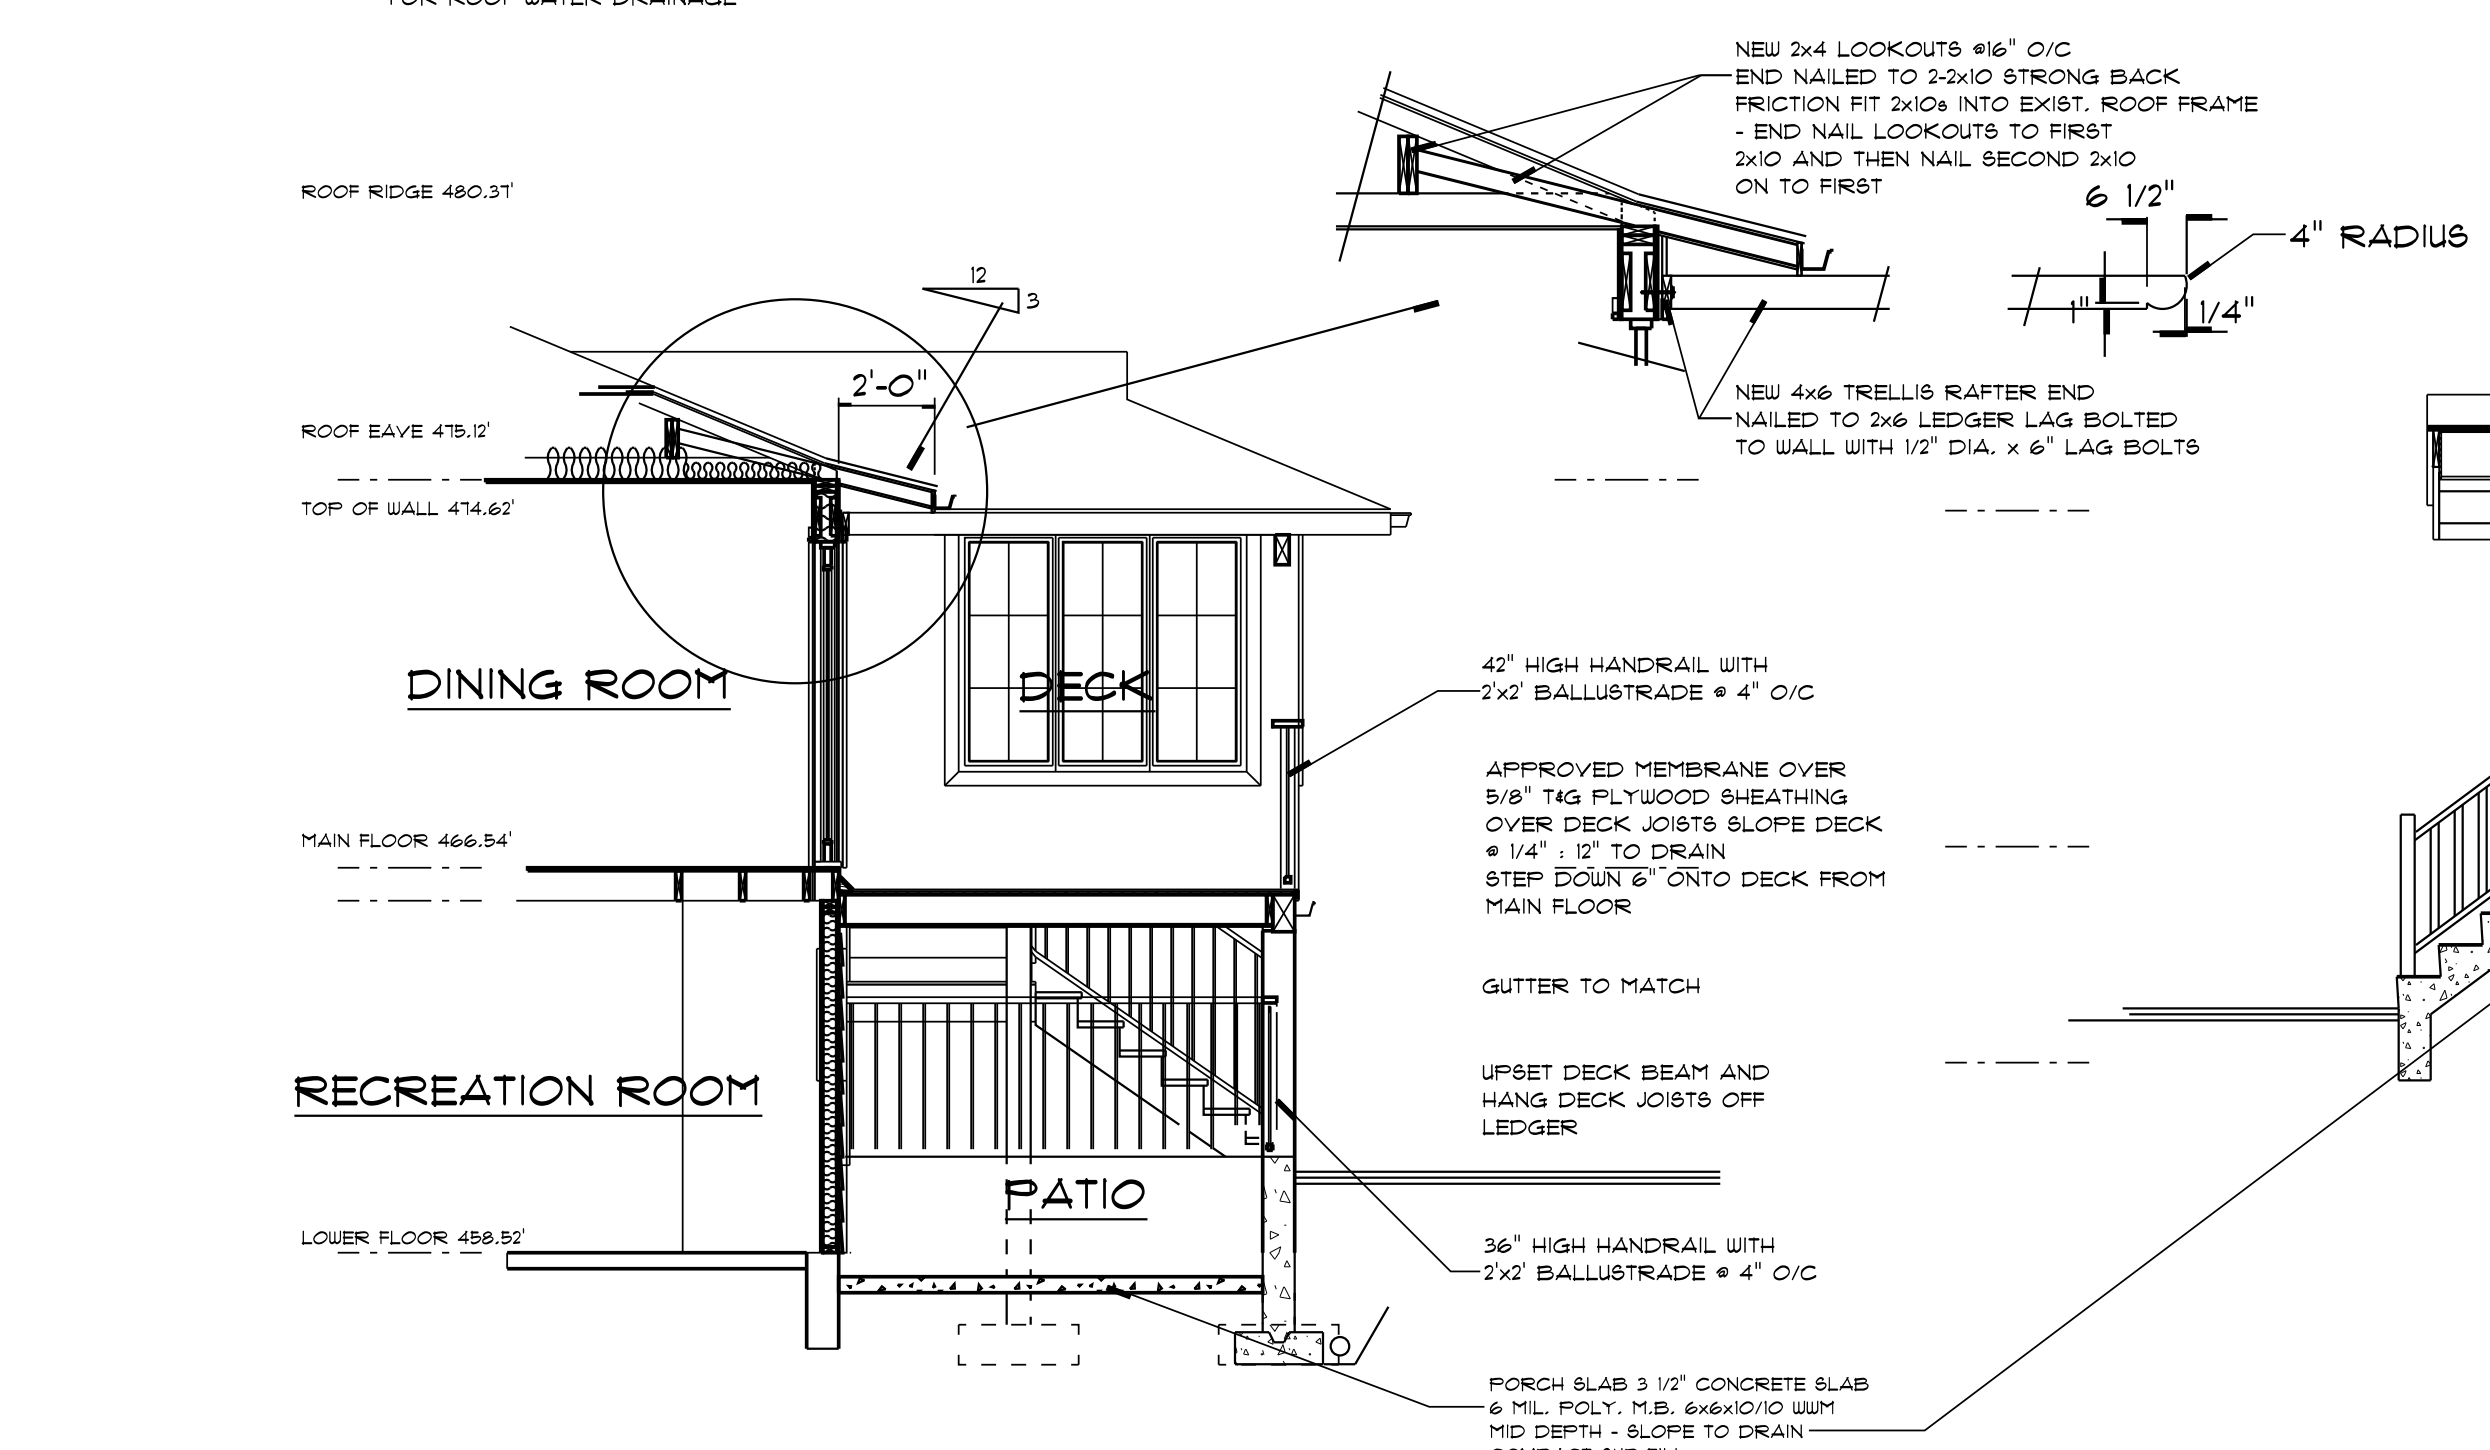 FOR ROOF WATER DRAINAGE
NEW 2x4 LOOKOUTS @16" O/C
END NAILED TO 2-2x10 STRONG BACK
FRICTION FIT 2x10s INTO EXIST. ROOF FRAME
- END NAIL LOOKOUTS TO FIRST
2x10 AND THEN NAIL SECOND 2x10
ON TO FIRST
6 1/2"
4" RADIUS
1"
1/4"
ROOF RIDGE 480.37'
12
3
2'-0"
NEW 4x6 TRELLIS RAFTER END
NAILED TO 2x6 LEDGER LAG BOLTED
TO WALL WITH 1/2" DIA. x 6" LAG BOLTS
ROOF EAVE 475.12'
TOP OF WALL 474.62'
DINING ROOM
DECK
42" HIGH HANDRAIL WITH
2'x2' BALLUSTRADE @ 4" O/C
APPROVED MEMBRANE OVER
5/8" T&G PLYWOOD SHEATHING
OVER DECK JOISTS SLOPE DECK
@ 1/4" : 12" TO DRAIN
STEP DOWN 6" ONTO DECK FROM
MAIN FLOOR
MAIN FLOOR 466.54'
GUTTER TO MATCH
UPSET DECK BEAM AND
HANG DECK JOISTS OFF
LEDGER
RECREATION ROOM
PATIO
LOWER FLOOR 458.52'
36" HIGH HANDRAIL WITH
2'x2' BALLUSTRADE @ 4" O/C
PORCH SLAB 3 1/2" CONCRETE SLAB
6 MIL. POLY. M.B. 6x6x10/10 WWM
MID DEPTH - SLOPE TO DRAIN